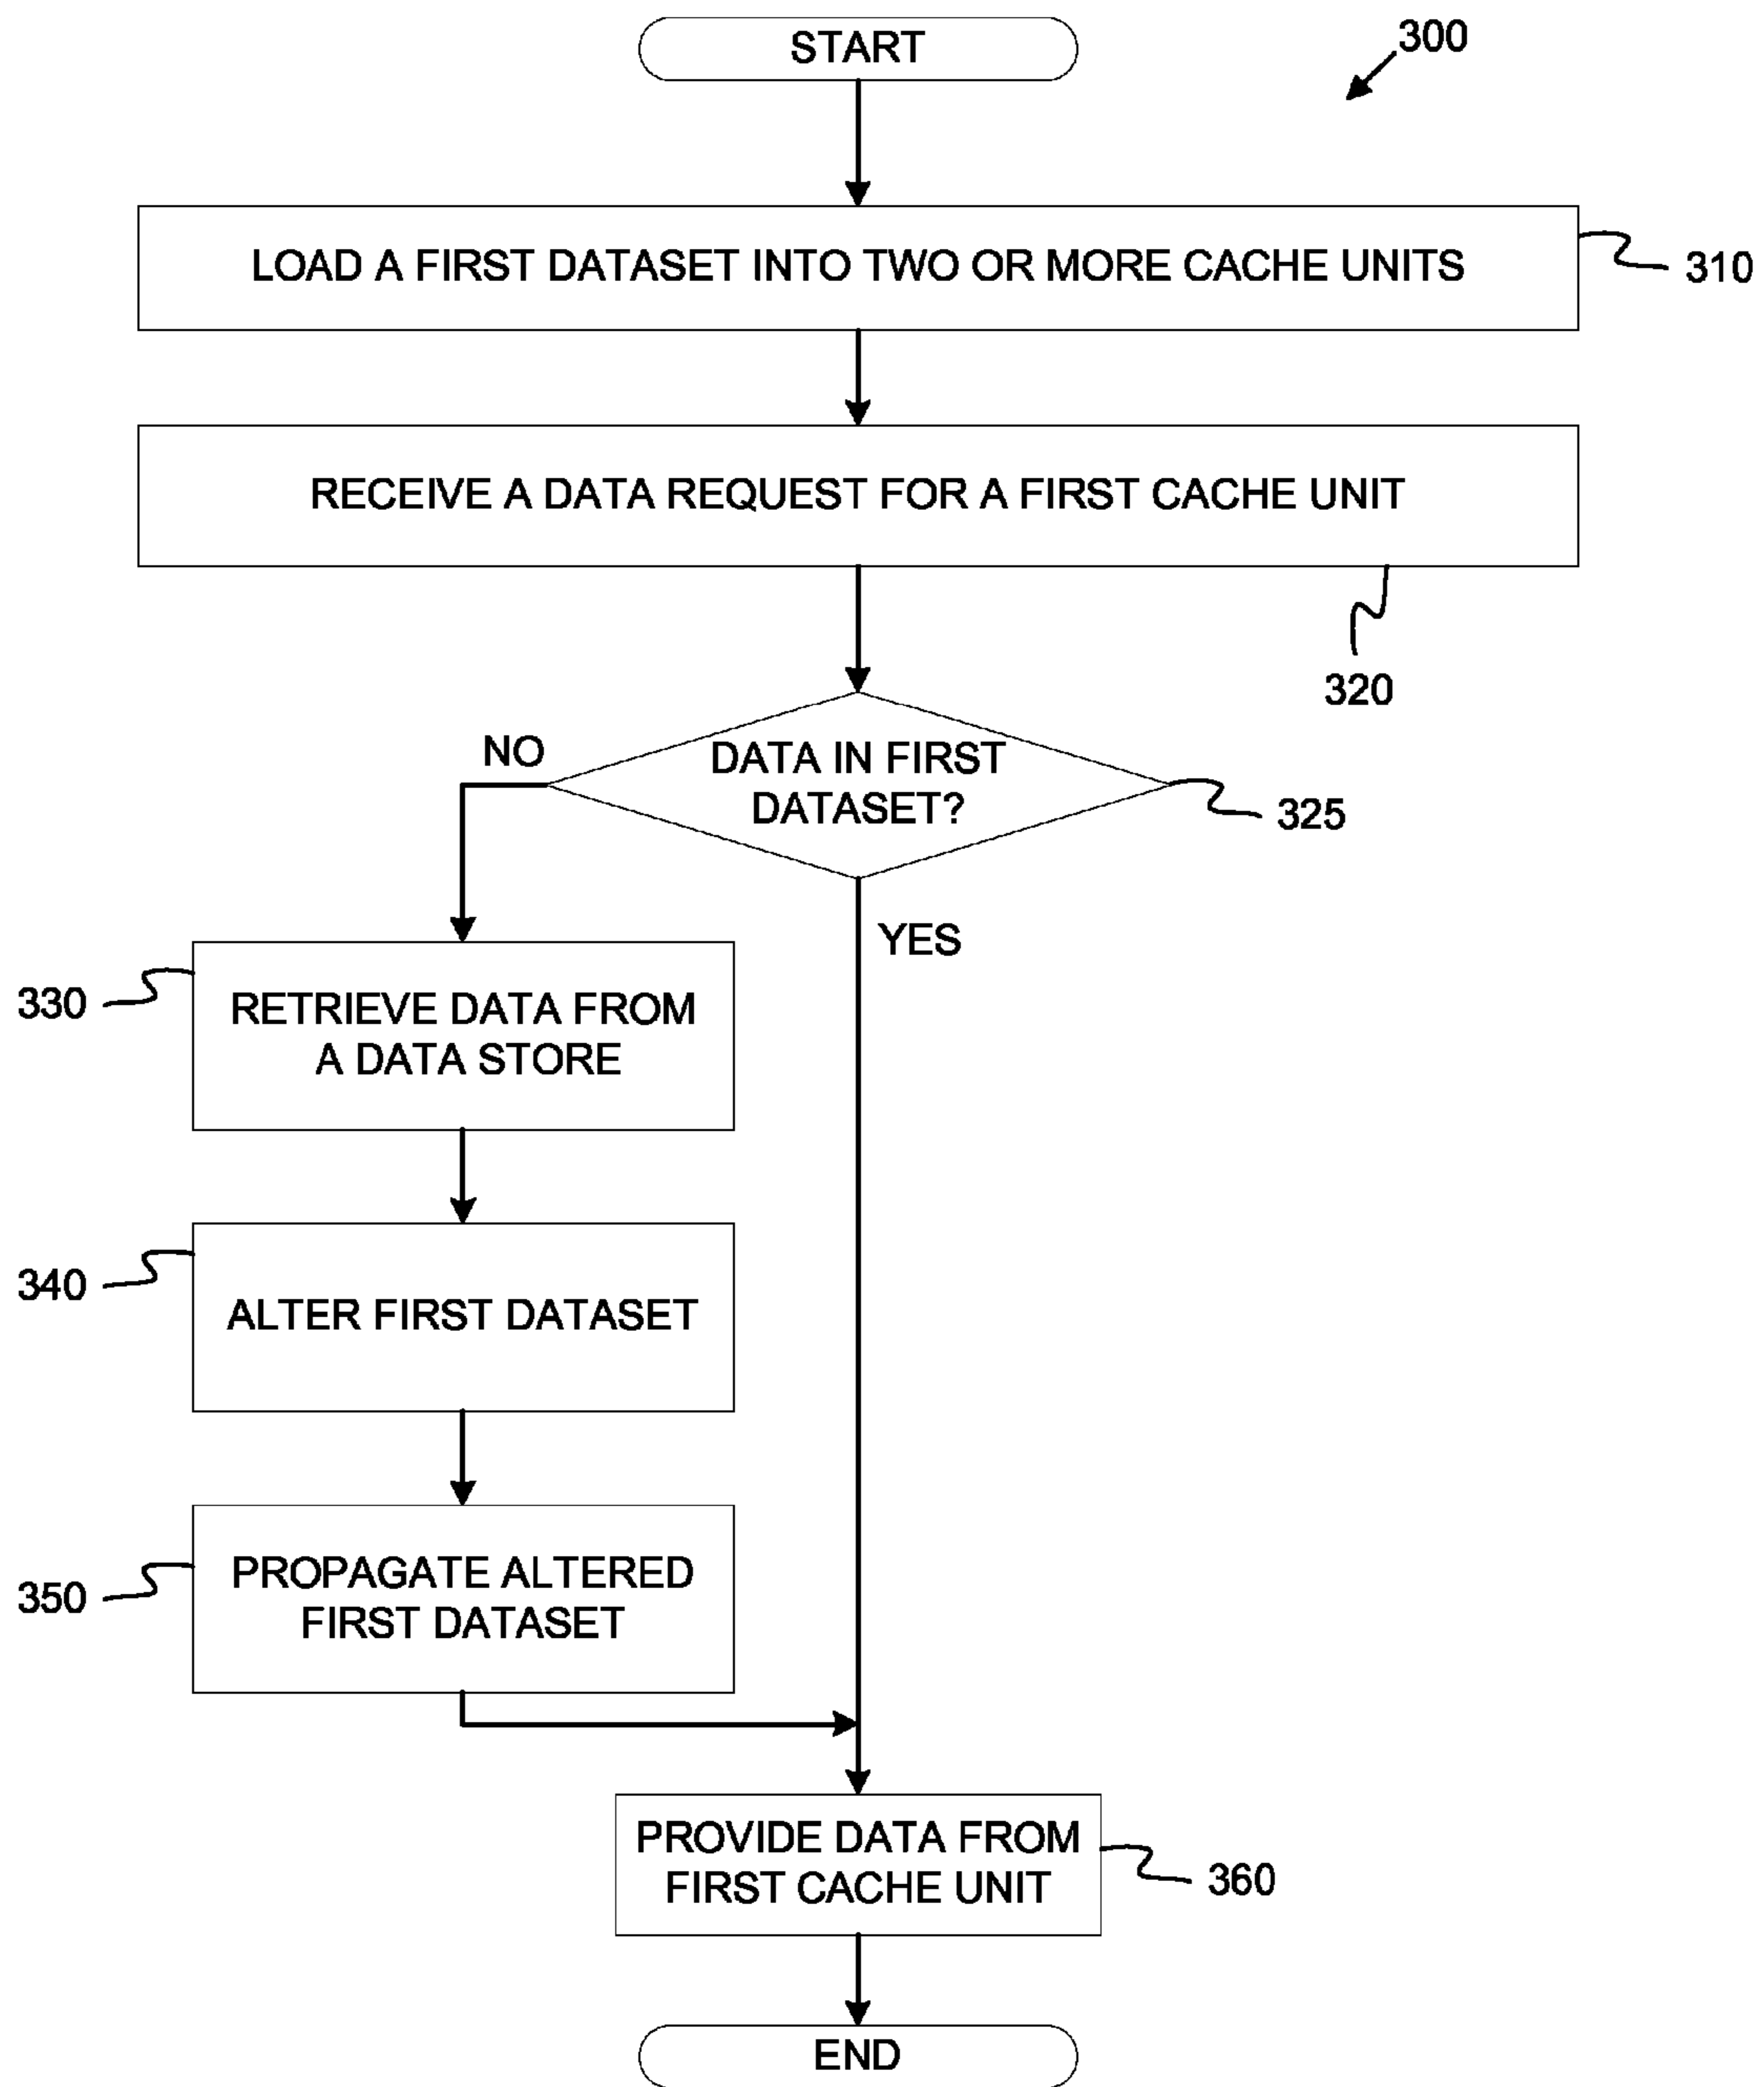 START
300
LOAD A FIRST DATASET INTO TWO OR MORE CACHE UNITS
310
RECEIVE A DATA REQUEST FOR A FIRST CACHE UNIT
320
NO
DATA IN FIRST
DATASET?
325
YES
330
RETRIEVE DATA FROM
A DATA STORE
340
ALTER FIRST DATASET
350
PROPAGATE ALTERED
FIRST DATASET
PROVIDE DATA FROM
FIRST CACHE UNIT
360
END